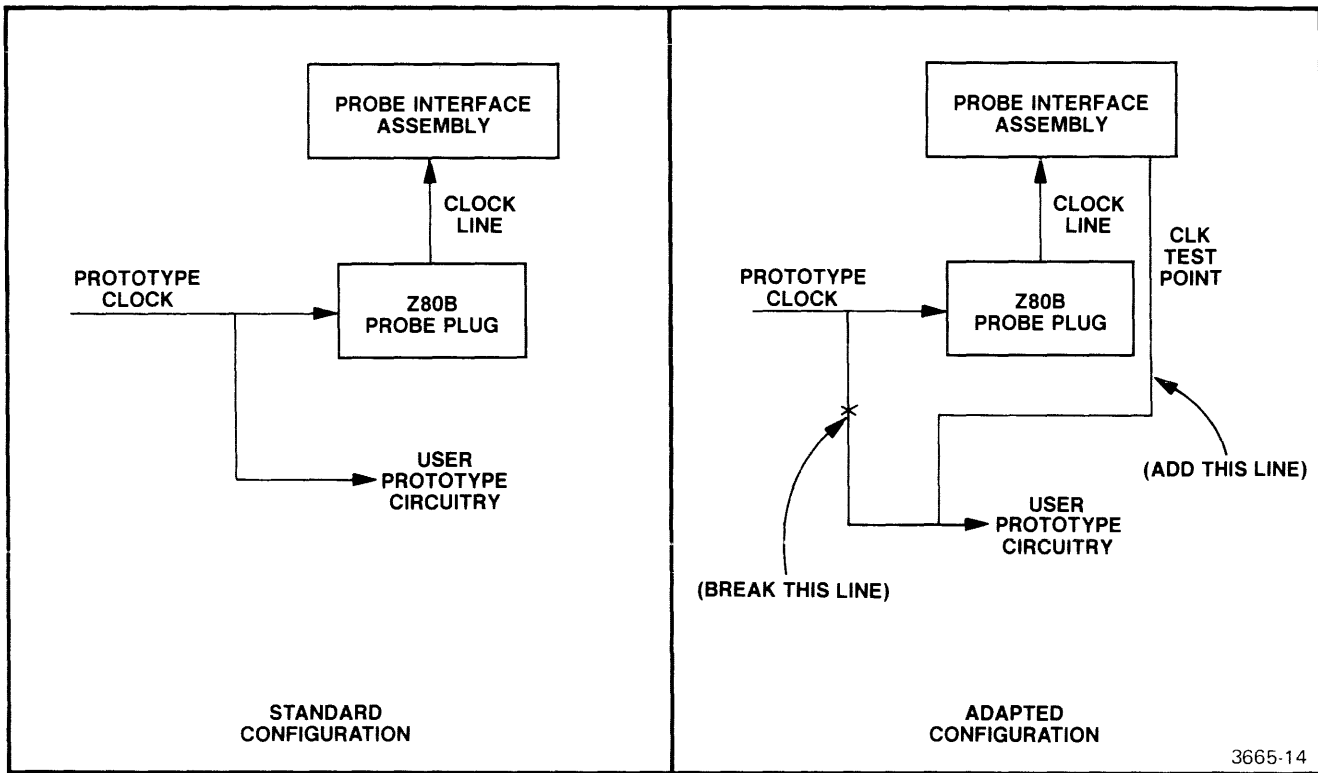 PROBE INTERFACE
ASSEMBLY
CLOCK
LINE
PROTOTYPE
CLOCK
Z80B
PROBE PLUG
USER
PROTOTYPE
CIRCUITRY
STANDARD
CONFIGURATION
PROBE INTERFACE
ASSEMBLY
CLOCK
LINE
CLK
TEST
POINT
PROTOTYPE
CLOCK
Z80B
PROBE PLUG
(ADD THIS LINE)
USER
PROTOTYPE
CIRCUITRY
(BREAK THIS LINE)
ADAPTED
CONFIGURATION
3665-14